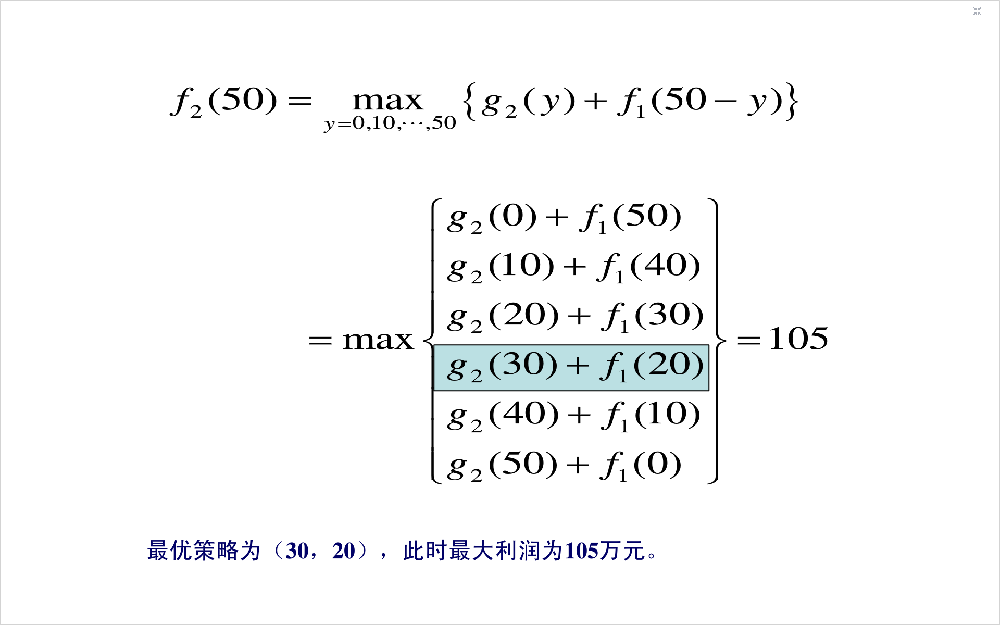 f₂(50) = max {g₂(y) + f₁(50 − y)}
y=0,10,⋯,50
g₂(0) + f₁(50)
g₂(10) + f₁(40)
g₂(20) + f₁(30)
= max { g₂(30) + f₁(20) } = 105
g₂(40) + f₁(10)
g₂(50) + f₁(0)
最优策略为（30，20），此时最大利润为105万元。